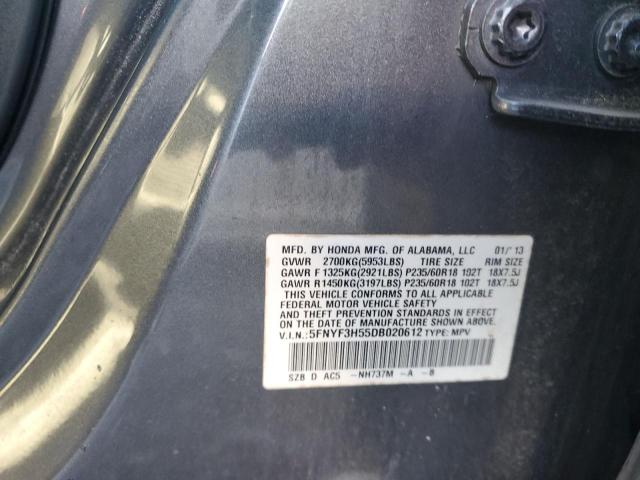 MFD. BY HONDA MFG. OF ALABAMA, LLC 01/'13
GVWR 2700KG(5953LBS) TIRE SIZE RIM SIZE
GAWR F 1325KG(2921LBS) P235/60R18 102T 18X7.5J
GAWR R1450KG(3197LBS) P235/60R18 102T 18X7.5J
THIS VEHICLE CONFORMS TO ALL APPLICABLE
FEDERAL MOTOR VEHICLE SAFETY
AND THEFT PREVENTION STANDARDS IN EFFECT
ON THE DATE OF MANUFACTURE SHOWN ABOVE.
V.I.N.:5FNYF3H55DB020612 TYPE: MPV
SZB D AC5 -NH737M -A -B